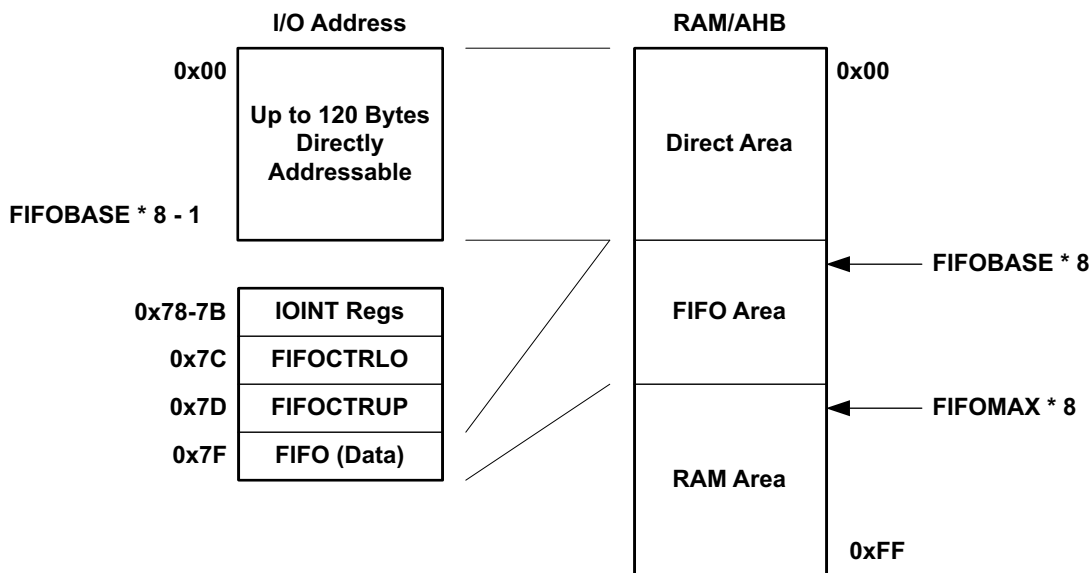 I/O Address
RAM/AHB
0x00
Up to 120 Bytes
Directly
Addressable
FIFOBASE * 8 - 1
0x78-7B
IOINT Regs
0x7C
FIFOCTRLO
0x7D
FIFOCTRUP
0x7F
FIFO (Data)
0x00
Direct Area
FIFOBASE * 8
FIFO Area
FIFOMAX * 8
RAM Area
0xFF